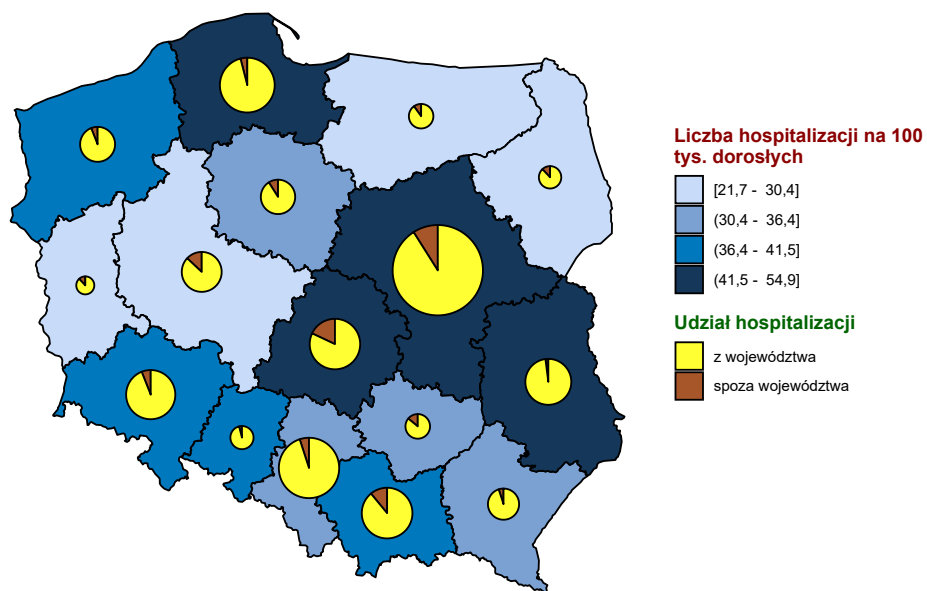 Liczba hospitalizacji na 100
tys. dorosłych
[21,7 - 30,4]
(30,4 - 36,4]
(36,4 - 41,5]
(41,5 - 54,9]
Udział hospitalizacji
z województwa
spoza województwa